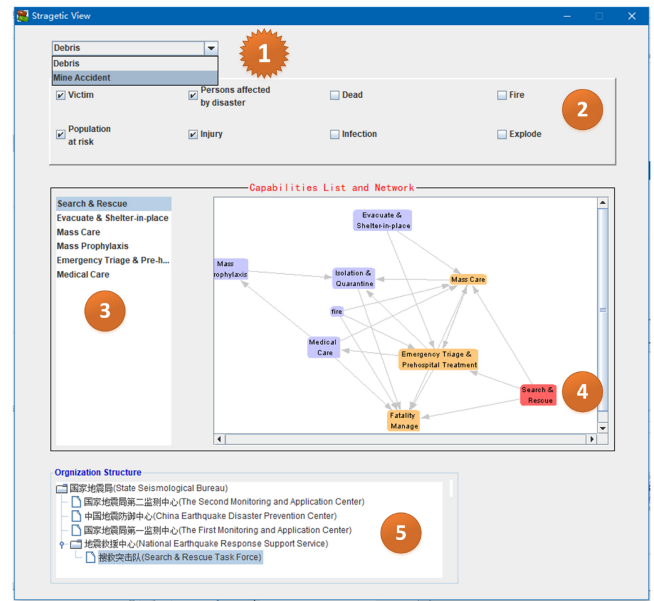 Stragetic View
Debris
1
Debris
Mine Accident
Victim
Persons affected
by disaster
Dead
Fire
2
Population
at risk
Injury
Infection
Explode
Capabilities List and Network
Search & Rescue
Evacuate & Shelter-in-place
Mass Care
Mass Prophylaxis
Emergency Triage & Pre-h...
Medical Care
3
Evacuate &
Shelter-in-place
Mass
rophylaxis
Isolation &
Quarantine
Mass Care
fire
Medical
Care
Emergency Triage &
Prehospital Treatment
Search &
Rescue
4
Fatality
Manage
Orgnization Structure
国家地震局(State Seismological Bureau)
国家地震局第二监测中心(The Second Monitoring and Application Center)
中国地震防御中心(China Earthquake Disaster Prevention Center)
国家地震局第一监测中心(The First Monitoring and Application Center)
地震救援中心(National Earthquake Response Support Service)
搜救突击队(Search & Rescue Task Force)
5